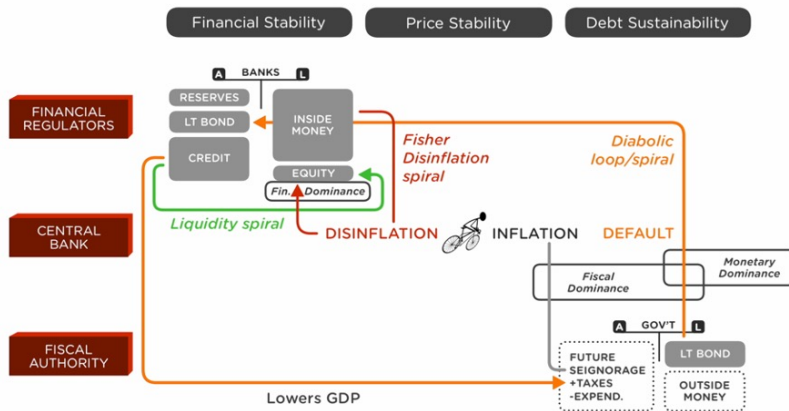 Financial Stability
Price Stability
Debt Sustainability
A BANKS L
FINANCIAL
REGULATORS
RESERVES
LT BOND
CREDIT
INSIDE
MONEY
EQUITY
Fin. Dominance
Fisher
Disinflation
spiral
Diabolic
loop/spiral
Liquidity spiral
CENTRAL
BANK
DISINFLATION
INFLATION
DEFAULT
Fiscal
Dominance
Monetary
Dominance
FISCAL
AUTHORITY
A GOV'T L
FUTURE
SEIGNORAGE
+TAXES
-EXPEND.
LT BOND
OUTSIDE
MONEY
Lowers GDP